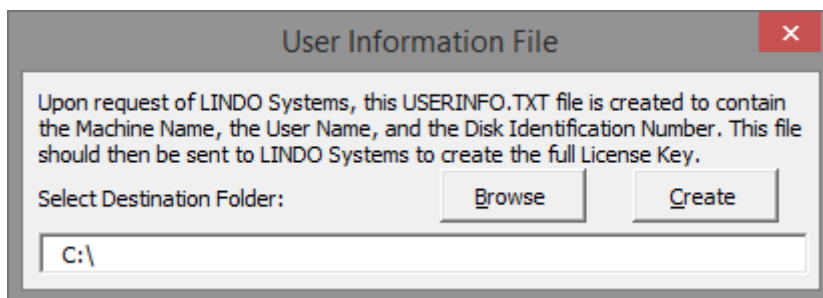 User Information File
Upon request of LINDO Systems, this USERINFO.TXT file is created to contain
the Machine Name, the User Name, and the Disk Identification Number. This file
should then be sent to LINDO Systems to create the full License Key.
Select Destination Folder: Browse Create
C:\